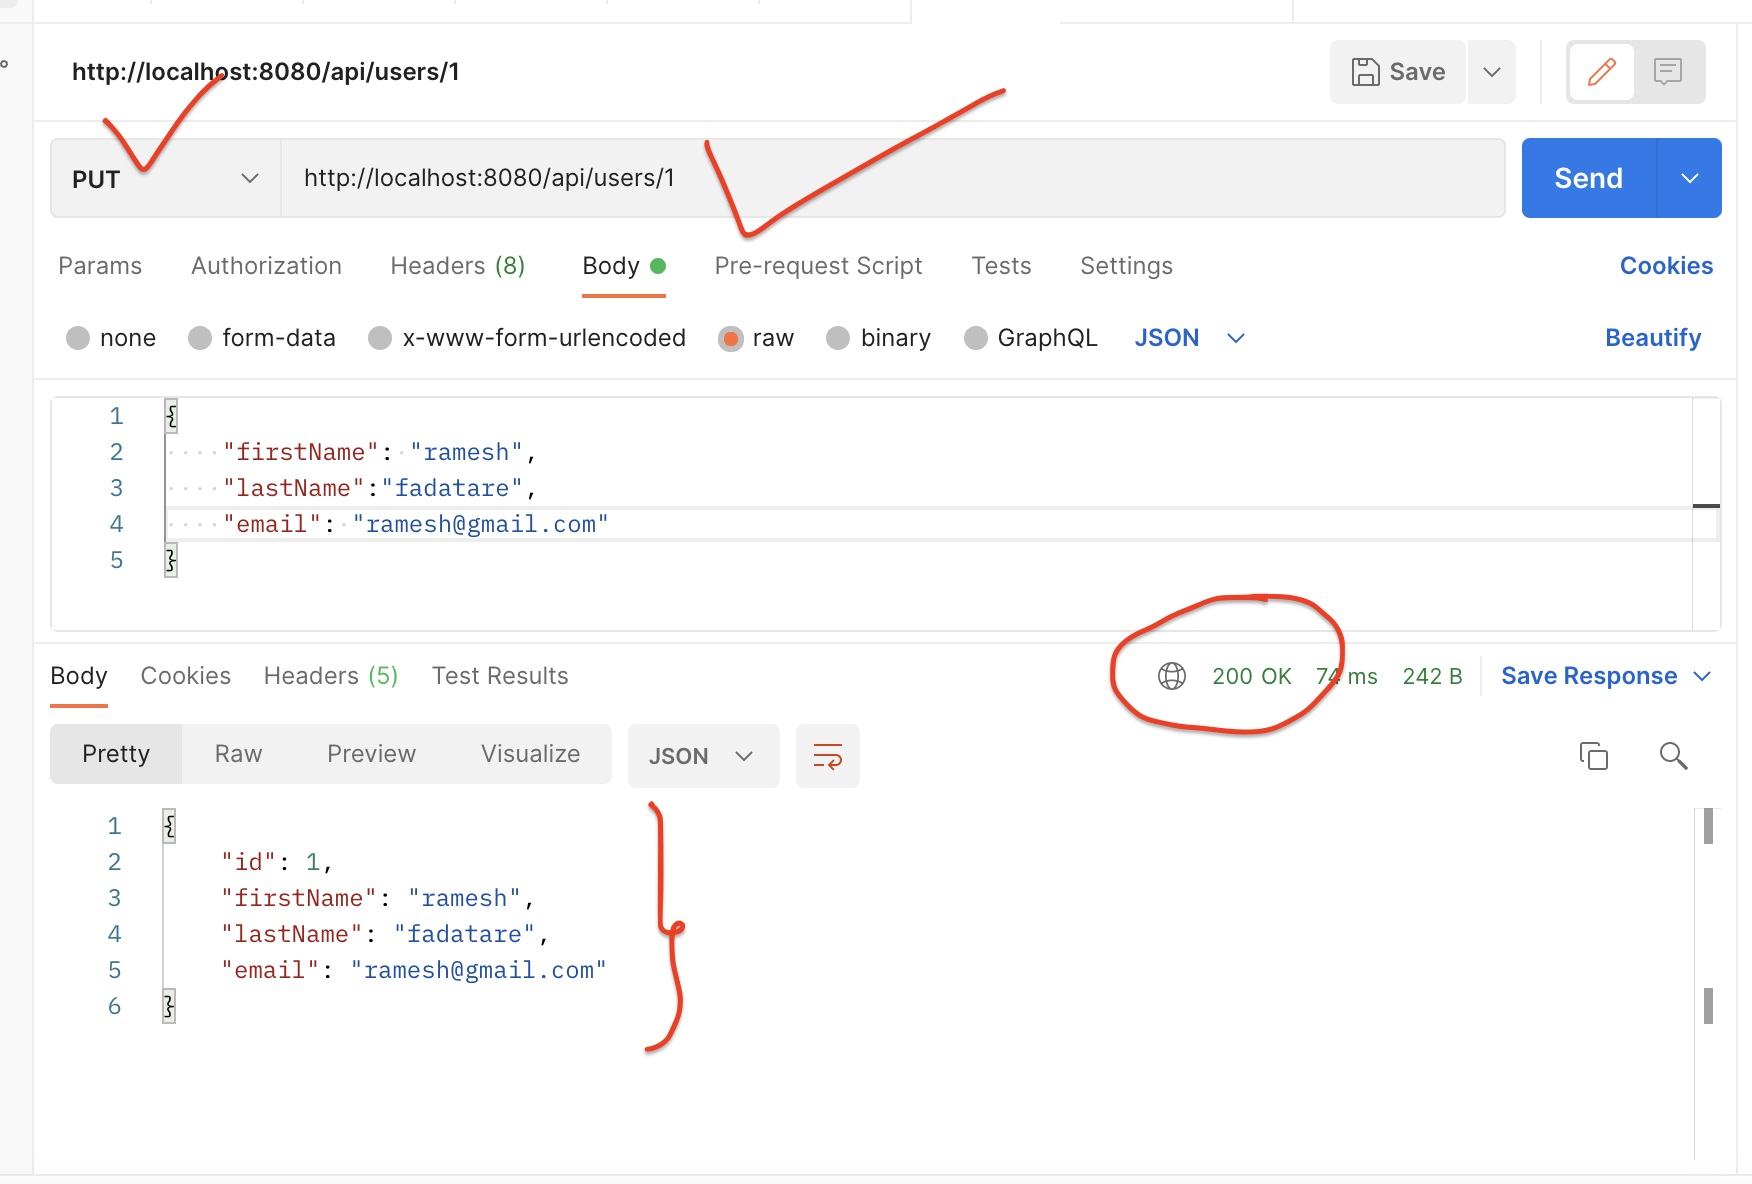 http://localhost:8080/api/users/1
Save
PUT http://localhost:8080/api/users/1 Send
Params Authorization Headers (8) Body Pre-request Script Tests Settings Cookies
none form-data x-www-form-urlencoded raw binary GraphQL JSON Beautify
1 {
2 "firstName": "ramesh",
3 "lastName":"fadatare",
4 "email": "ramesh@gmail.com"
5 }
Body Cookies Headers (5) Test Results 200 OK 74 ms 242 B Save Response
Pretty Raw Preview Visualize JSON
1 {
2 "id": 1,
3 "firstName": "ramesh",
4 "lastName": "fadatare",
5 "email": "ramesh@gmail.com"
6 }